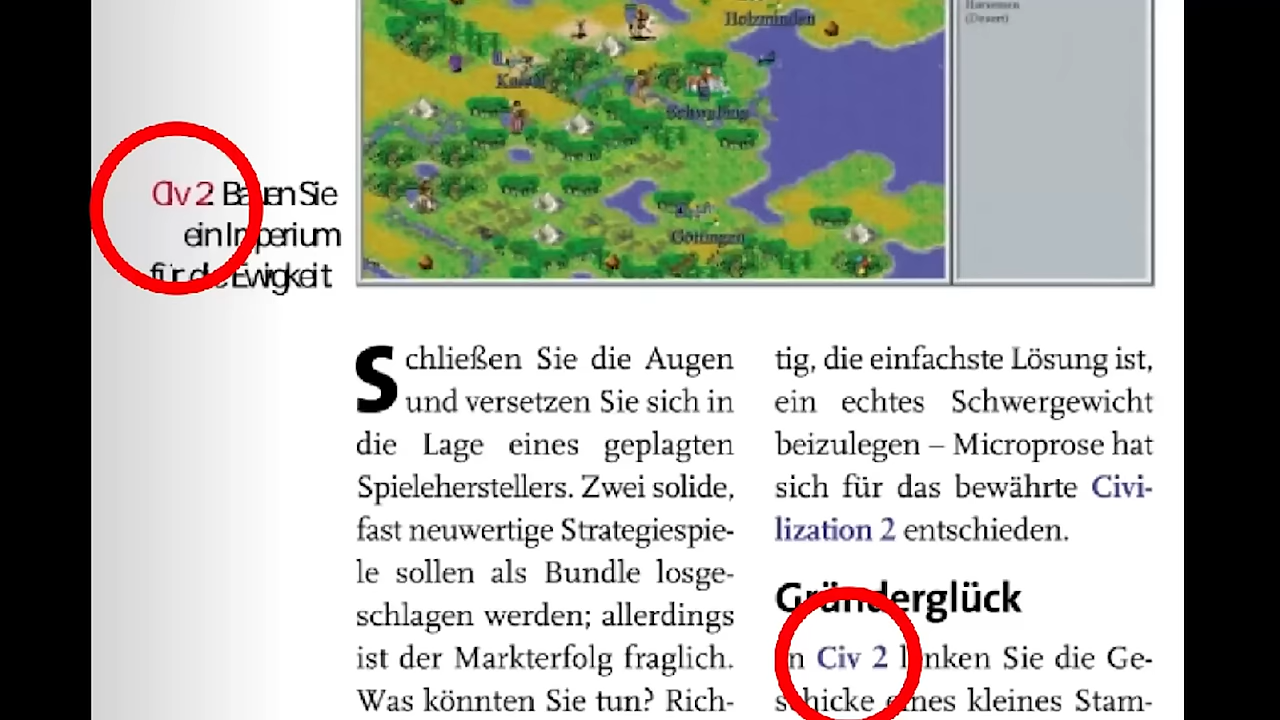 Holzminden
Horsemen
(Desert)
Kassel
Göttingen
Civ 2 Bauen Sie
ein Imperium
für die Ewigkeit
Schließen Sie die Augen
und versetzen Sie sich in
die Lage eines geplagten
Spieleherstellers. Zwei solide,
fast neuwertige Strategiespie-
le sollen als Bundle losge-
schlagen werden; allerdings
ist der Markterfolg fraglich.
Was könnten Sie tun? Rich-
tig, die einfachste Lösung ist,
ein echtes Schwergewicht
beizulegen – Microprose hat
sich für das bewährte Civi-
lization 2 entschieden.
Gründerglück
In Civ 2 lenken Sie die Ge-
schicke eines kleines Stam-